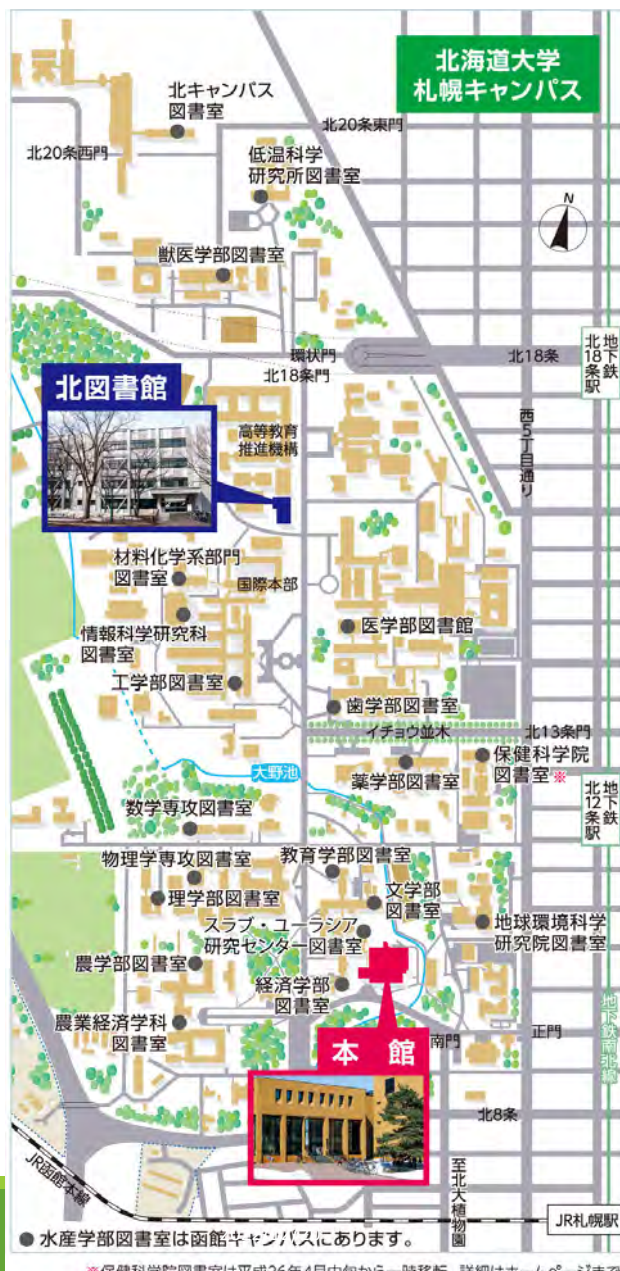 北海道大学
札幌キャンパス
北キャンパス
図書室
北20条東門
北20条西門
低温科学
研究所図書室
N
獣医学部図書室
環状門
北18条
地下鉄
北18条駅
北18条門
北図書館
高等教育
推進機構
西5丁目通り
材料化学系部門
図書室
国際本部
情報科学研究科
図書室
医学部図書館
工学部図書室
歯学部図書室
イチョウ並木
北13条門
保健科学院
図書室※
大野池
薬学部図書室
地下鉄
北12条駅
数学専攻図書室
物理学専攻図書室
教育学部図書室
理学部図書室
文学部
図書室
スラブ・ユーラシア
研究センター図書室
地球環境科学
研究院図書室
農学部図書室
経済学部
図書室
農業経済学科
図書室
地下鉄南北線
本館
南門
正門
北8条
JR函館本線
至北大植物園
JR札幌駅
●水産学部図書室は函館キャンパスにあります。